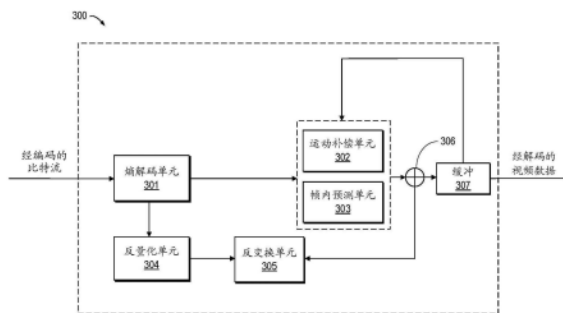 300
经编码的
比特流
熵解码单元
301
运动补偿单元
302
帧内预测单元
303
306
缓冲
307
经解码的
视频数据
反量化单元
304
反变换单元
305